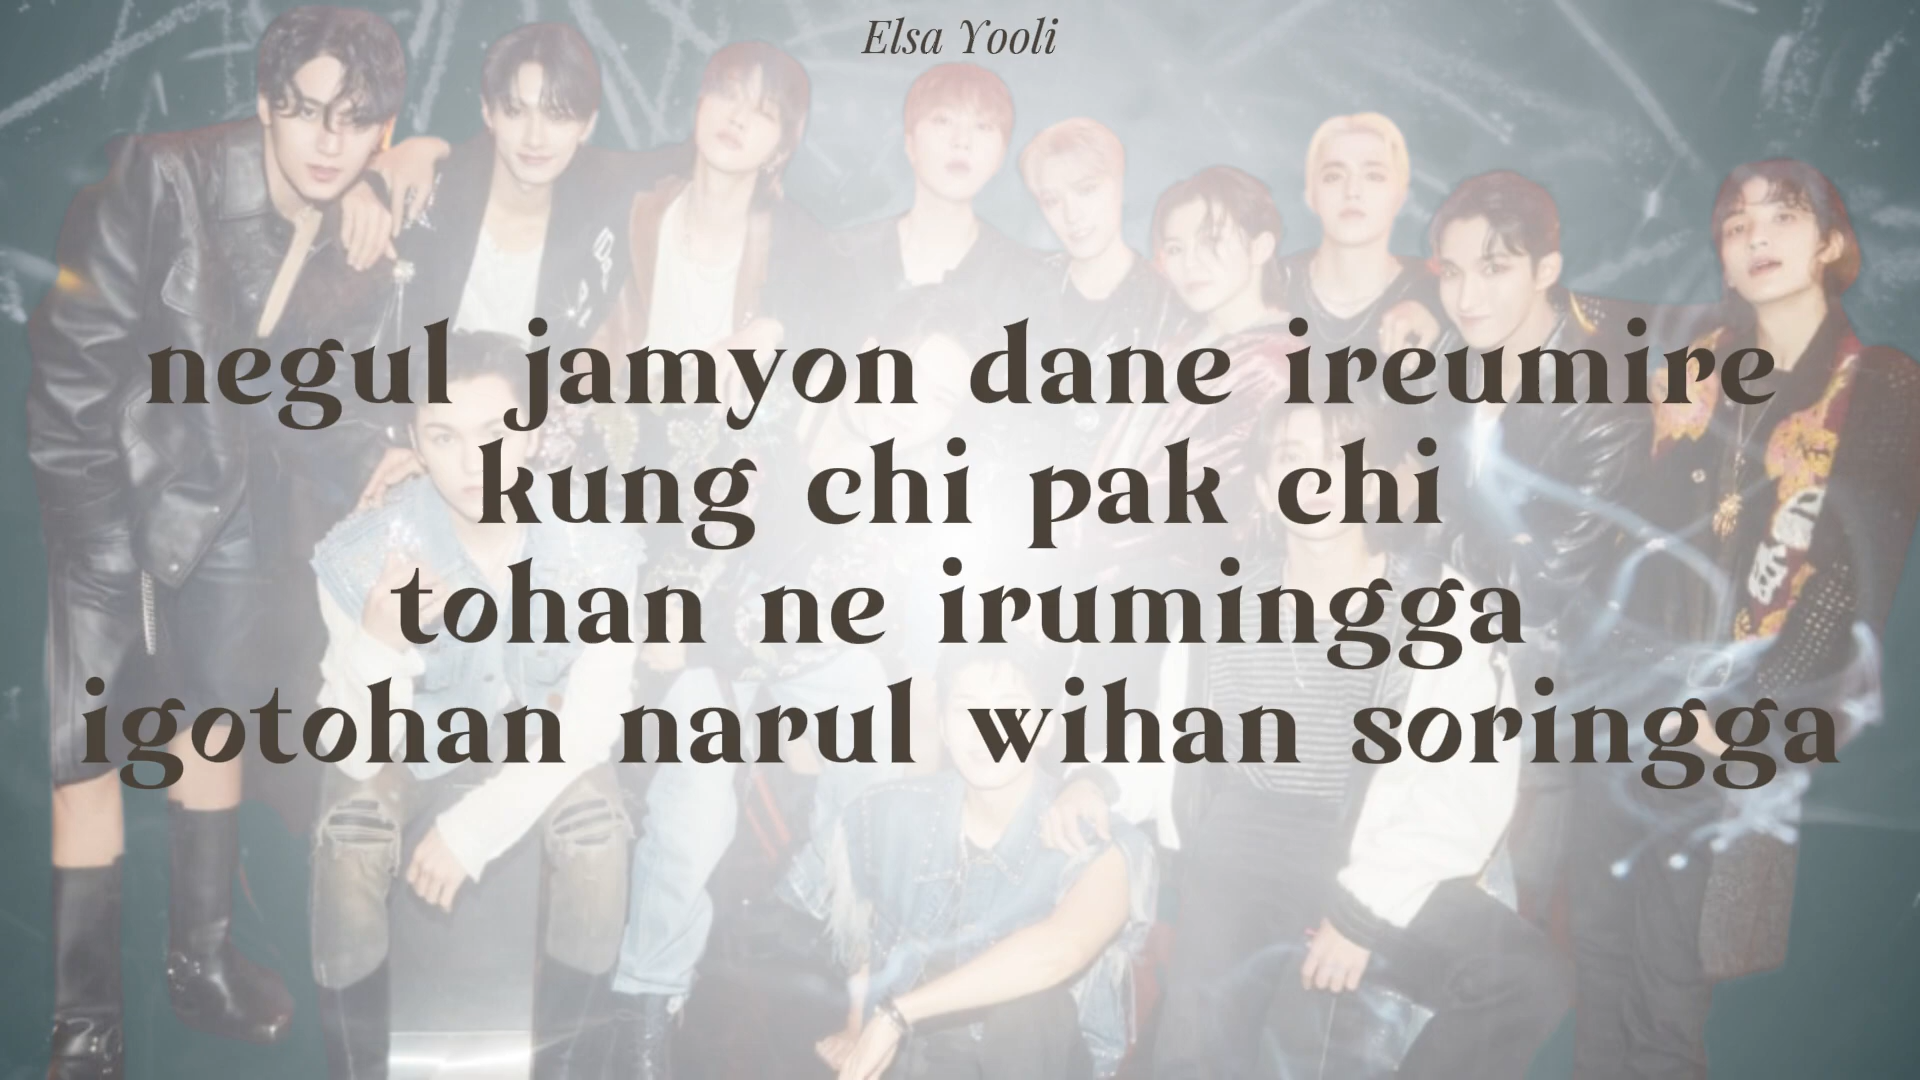 Elsa Yooli
negul jamyon dane ireumire
kung chi pak chi
tohan ne irumingga
igotohan narul wihan soringga